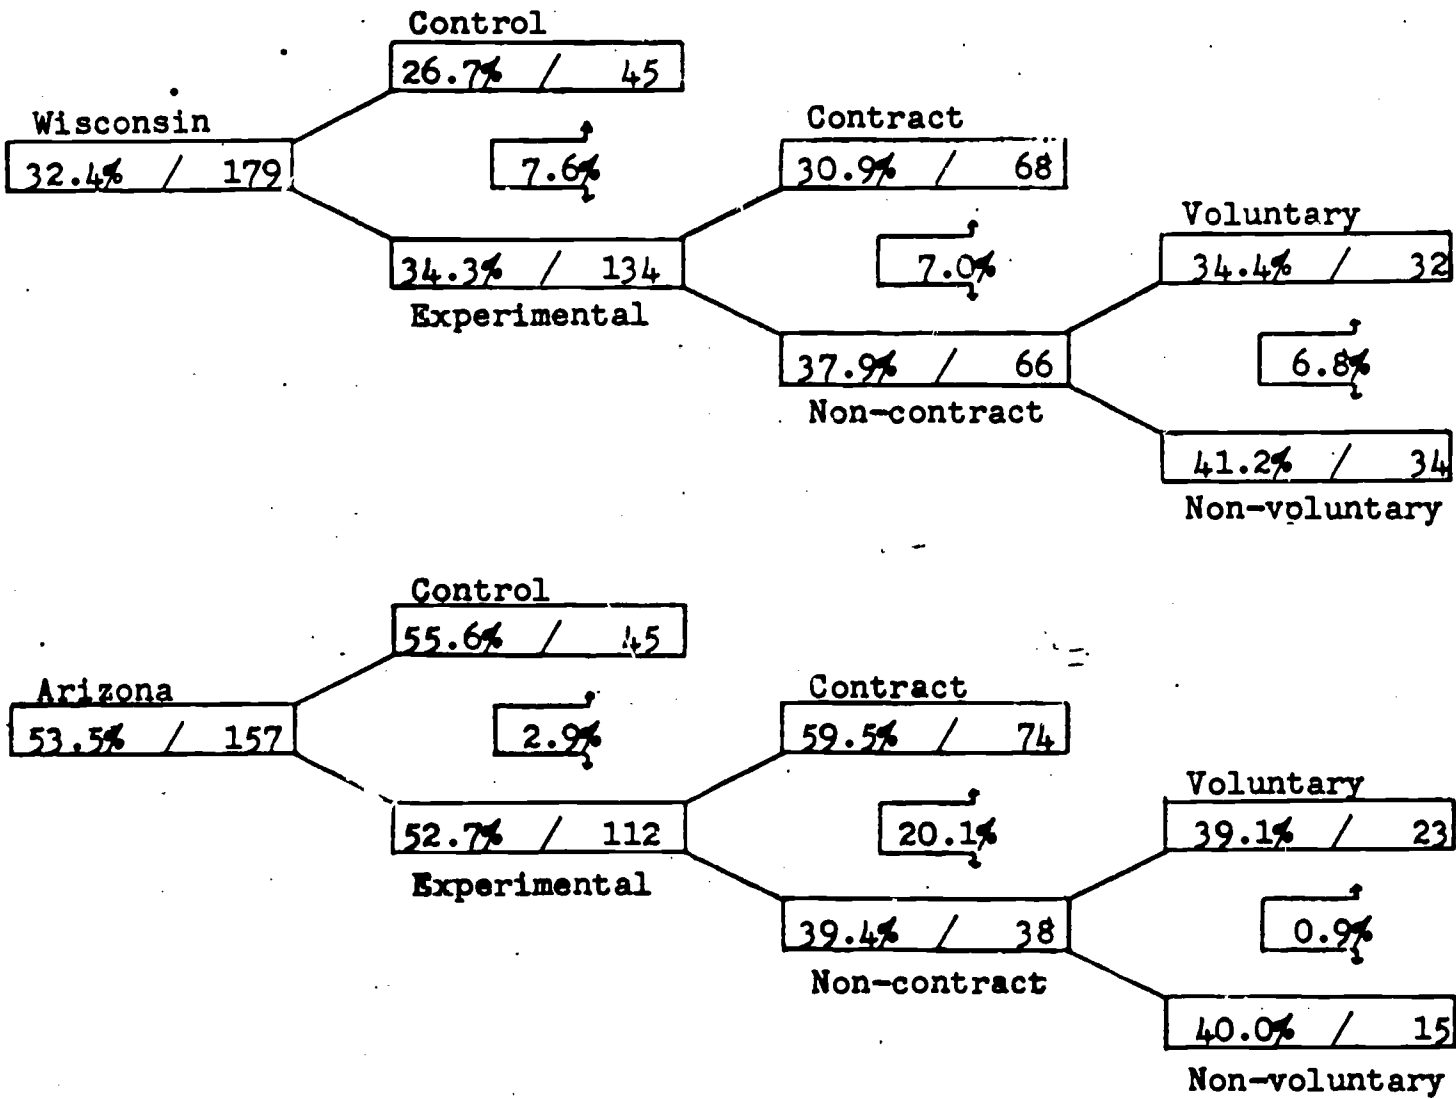 Control
26.7% / 45
Wisconsin
32.4% / 179
7.6%
Contract
30.9% / 68
34.3% / 134
Experimental
7.0%
Voluntary
34.4% / 32
37.9% / 66
Non-contract
6.8%
41.2% / 34
Non-voluntary
Control
55.6% / 45
Arizona
53.5% / 157
2.9%
Contract
59.5% / 74
52.7% / 112
Experimental
20.1%
Voluntary
39.1% / 23
39.4% / 38
Non-contract
0.9%
40.0% / 15
Non-voluntary